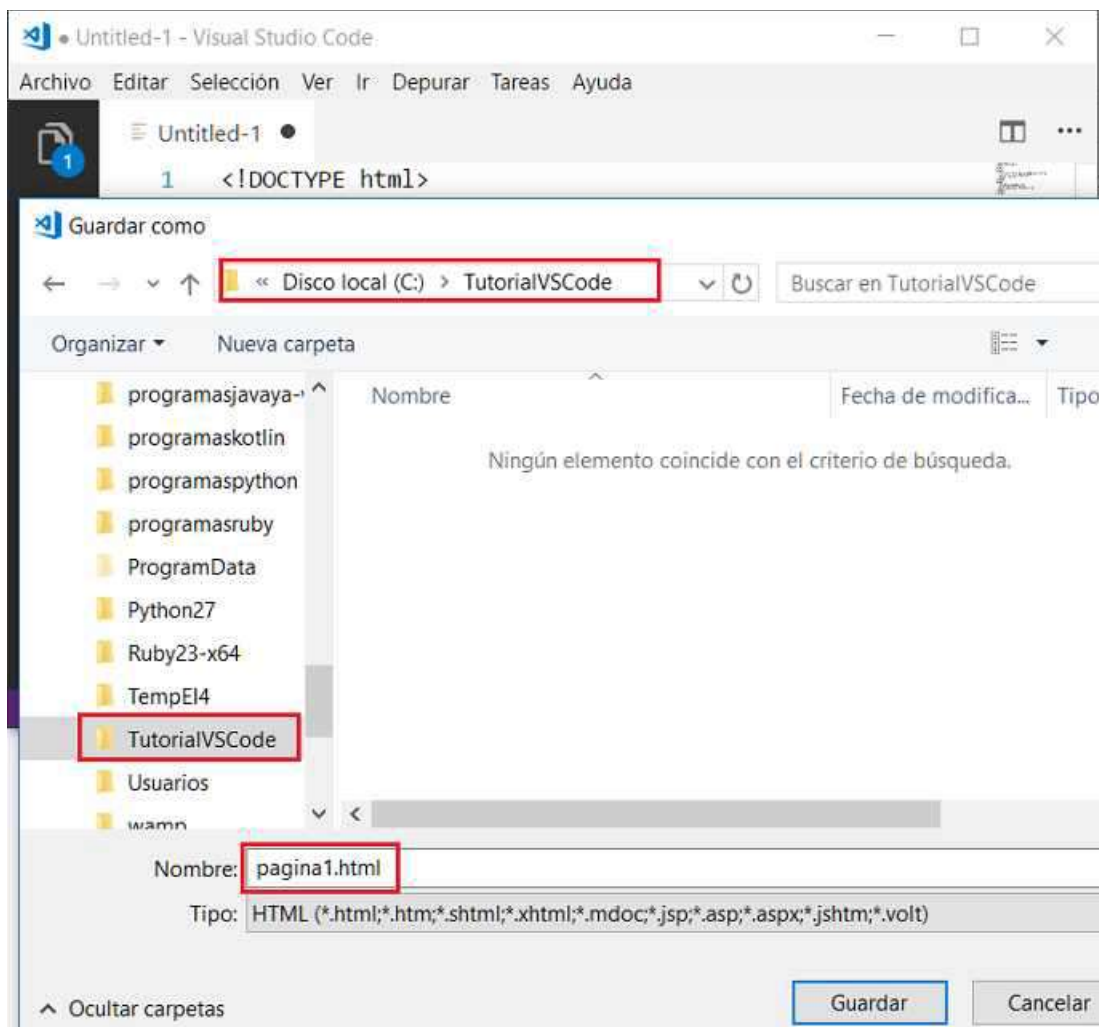 ● Untitled-1 - Visual Studio Code
Archivo Editar Selección Ver Ir Depurar Tareas Ayuda
1
Untitled-1 ●
1 <!DOCTYPE html>
Guardar como
« Disco local (C:) > TutorialVSCode
Buscar en TutorialVSCode
Organizar Nueva carpeta
Nombre Fecha de modifica... Tipo
programasjavaya-
programaskotlin
Ningún elemento coincide con el criterio de búsqueda.
programaspython
programasruby
ProgramData
Python27
Ruby23-x64
TempEI4
TutorialVSCode
Usuarios
wamp
Nombre: pagina1.html
Tipo: HTML (*.html;*.htm;*.shtml;*.xhtml;*.mdoc;*.jsp;*.asp;*.aspx;*.jshtm;*.volt)
Ocultar carpetas
Guardar Cancelar